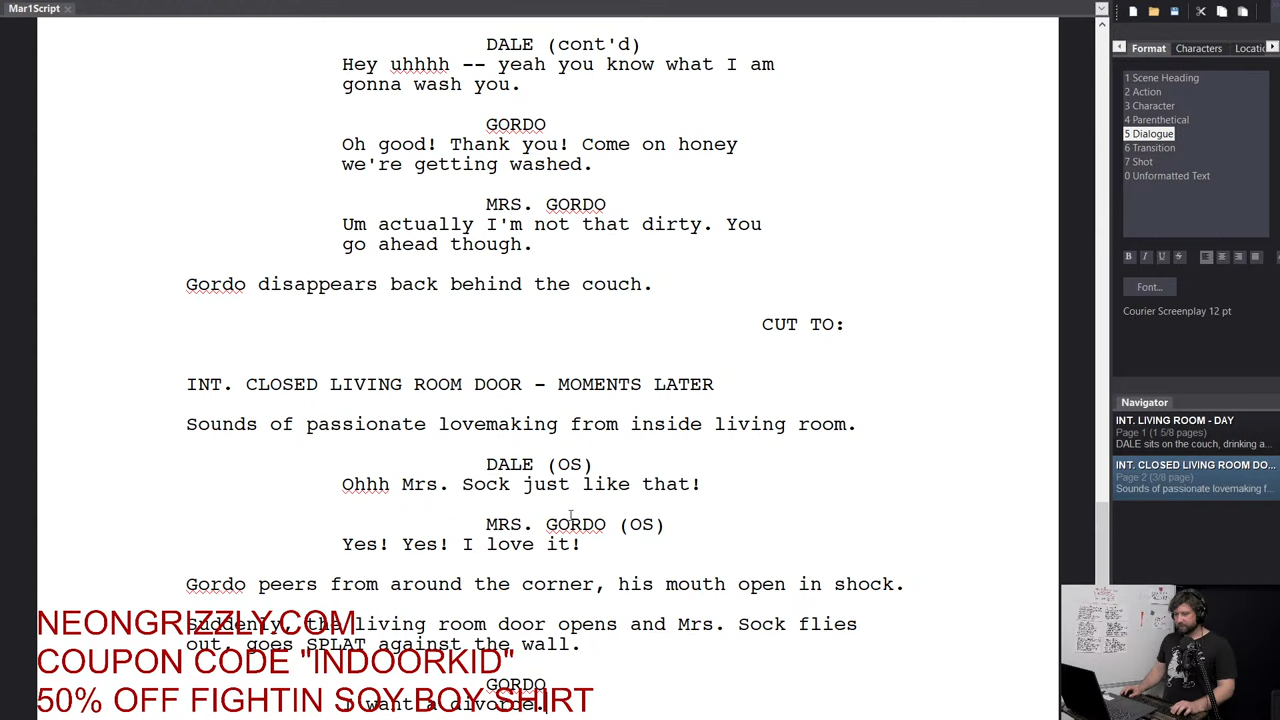 Mar1Script
DALE (cont'd)
Hey uhhhh -- yeah you know what I am
gonna wash you.
GORDO
Oh good! Thank you! Come on honey
we're getting washed.
MRS. GORDO
Um actually I'm not that dirty. You
go ahead though.
Gordo disappears back behind the couch.
CUT TO:
INT. CLOSED LIVING ROOM DOOR - MOMENTS LATER
Sounds of passionate lovemaking from inside living room.
DALE (OS)
Ohhh Mrs. Sock just like that!
MRS. GORDO (OS)
Yes! Yes! I love it!
Gordo peers from around the corner, his mouth open in shock.
Suddenly, the living room door opens and Mrs. Sock flies
out, goes SPLAT against the wall.
GORDO
I want a divorce.
NEONGRIZZLY.COM
COUPON CODE "INDOORKID"
50% OFF FIGHTIN SOY BOY SHIRT
Format Characters Locatio
1 Scene Heading
2 Action
3 Character
4 Parenthetical
5 Dialogue
6 Transition
7 Shot
0 Unformatted Text
B I U S
Font...
Courier Screenplay 12 pt
Navigator
INT. LIVING ROOM - DAY
Page 1 (1 5/8 pages)
DALE sits on the couch, drinking a...
INT. CLOSED LIVING ROOM DO...
Page 2 (3/8 page)
Sounds of passionate lovemaking f...